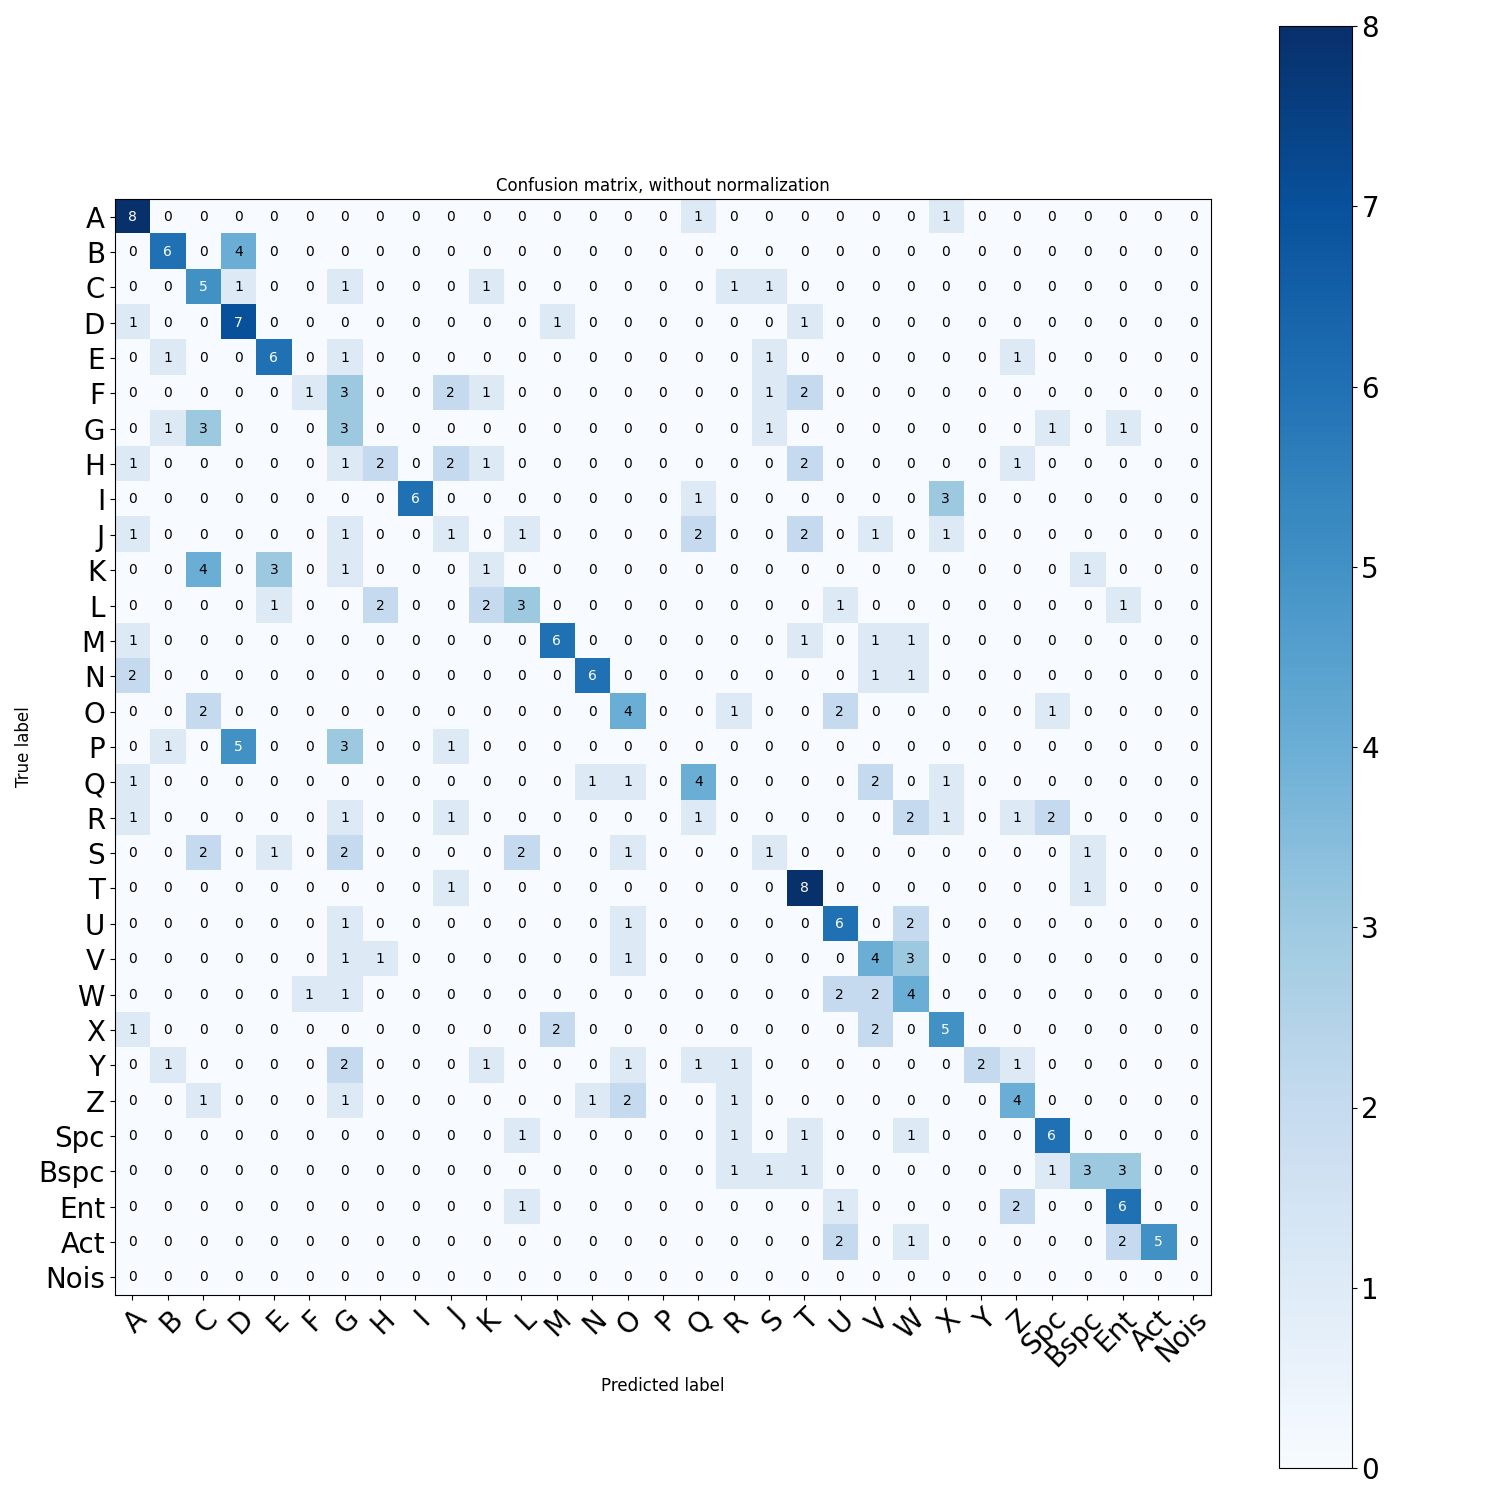 Confusion matrix, without normalization
A 8 0 0 0 0 0 0 0 0 0 0 0 0 0 0 0 1 0 0 0 0 0 0 1 0 0 0 0 0 0 0
B 0 6 0 4 0 0 0 0 0 0 0 0 0 0 0 0 0 0 0 0 0 0 0 0 0 0 0 0 0 0 0
C 0 0 5 1 0 0 1 0 0 0 1 0 0 0 0 0 0 1 1 0 0 0 0 0 0 0 0 0 0 0 0
D 1 0 0 7 0 0 0 0 0 0 0 0 1 0 0 0 0 0 0 1 0 0 0 0 0 0 0 0 0 0 0
E 0 1 0 0 6 0 1 0 0 0 0 0 0 0 0 0 0 0 1 0 0 0 0 0 0 1 0 0 0 0 0
F 0 0 0 0 0 1 3 0 0 2 1 0 0 0 0 0 0 0 1 2 0 0 0 0 0 0 0 0 0 0 0
G 0 1 3 0 0 0 3 0 0 0 0 0 0 0 0 0 0 0 1 0 0 0 0 0 0 0 1 0 1 0 0
H 1 0 0 0 0 0 1 2 0 2 1 0 0 0 0 0 0 0 0 2 0 0 0 0 0 1 0 0 0 0 0
I 0 0 0 0 0 0 0 0 6 0 0 0 0 0 0 0 1 0 0 0 0 0 0 3 0 0 0 0 0 0 0
J 1 0 0 0 0 0 1 0 0 1 0 1 0 0 0 0 2 0 0 2 0 1 0 1 0 0 0 0 0 0 0
K 0 0 4 0 3 0 1 0 0 0 1 0 0 0 0 0 0 0 0 0 0 0 0 0 0 0 0 1 0 0 0
L 0 0 0 0 1 0 0 2 0 0 2 3 0 0 0 0 0 0 0 0 1 0 0 0 0 0 0 0 1 0 0
M 1 0 0 0 0 0 0 0 0 0 0 0 6 0 0 0 0 0 0 1 0 1 1 0 0 0 0 0 0 0 0
N 2 0 0 0 0 0 0 0 0 0 0 0 0 6 0 0 0 0 0 0 0 1 1 0 0 0 0 0 0 0 0
O 0 0 2 0 0 0 0 0 0 0 0 0 0 0 4 0 0 1 0 0 2 0 0 0 0 0 1 0 0 0 0
P 0 1 0 5 0 0 3 0 0 1 0 0 0 0 0 0 0 0 0 0 0 0 0 0 0 0 0 0 0 0 0
Q 1 0 0 0 0 0 0 0 0 0 0 0 0 1 1 0 4 0 0 0 0 2 0 1 0 0 0 0 0 0 0
R 1 0 0 0 0 0 1 0 0 1 0 0 0 0 0 0 1 0 0 0 0 0 2 1 0 1 2 0 0 0 0
S 0 0 2 0 1 0 2 0 0 0 0 2 0 0 1 0 0 0 1 0 0 0 0 0 0 0 0 1 0 0 0
T 0 0 0 0 0 0 0 0 0 1 0 0 0 0 0 0 0 0 0 8 0 0 0 0 0 0 0 1 0 0 0
U 0 0 0 0 0 0 1 0 0 0 0 0 0 0 1 0 0 0 0 0 6 0 2 0 0 0 0 0 0 0 0
V 0 0 0 0 0 0 1 1 0 0 0 0 0 0 1 0 0 0 0 0 0 4 3 0 0 0 0 0 0 0 0
W 0 0 0 0 0 1 1 0 0 0 0 0 0 0 0 0 0 0 0 0 2 2 4 0 0 0 0 0 0 0 0
X 1 0 0 0 0 0 0 0 0 0 0 0 2 0 0 0 0 0 0 0 0 2 0 5 0 0 0 0 0 0 0
Y 0 1 0 0 0 0 2 0 0 0 1 0 0 0 1 0 1 1 0 0 0 0 0 0 2 1 0 0 0 0 0
Z 0 0 1 0 0 0 1 0 0 0 0 0 0 1 2 0 0 1 0 0 0 0 0 0 0 4 0 0 0 0 0
Spc 0 0 0 0 0 0 0 0 0 0 0 1 0 0 0 0 0 1 0 1 0 0 1 0 0 0 6 0 0 0 0
Bspc 0 0 0 0 0 0 0 0 0 0 0 0 0 0 0 0 0 1 1 1 0 0 0 0 0 0 1 3 3 0 0
Ent 0 0 0 0 0 0 0 0 0 0 0 1 0 0 0 0 0 0 0 0 1 0 0 0 0 2 0 0 6 0 0
Act 0 0 0 0 0 0 0 0 0 0 0 0 0 0 0 0 0 0 0 0 2 0 1 0 0 0 0 0 2 5 0
Nois 0 0 0 0 0 0 0 0 0 0 0 0 0 0 0 0 0 0 0 0 0 0 0 0 0 0 0 0 0 0 0
A B C D E F G H I J K L M N O P Q R S T U V W X Y Z Spc Bspc Ent Act Nois
Predicted label
True label
8
7
6
5
4
3
2
1
0